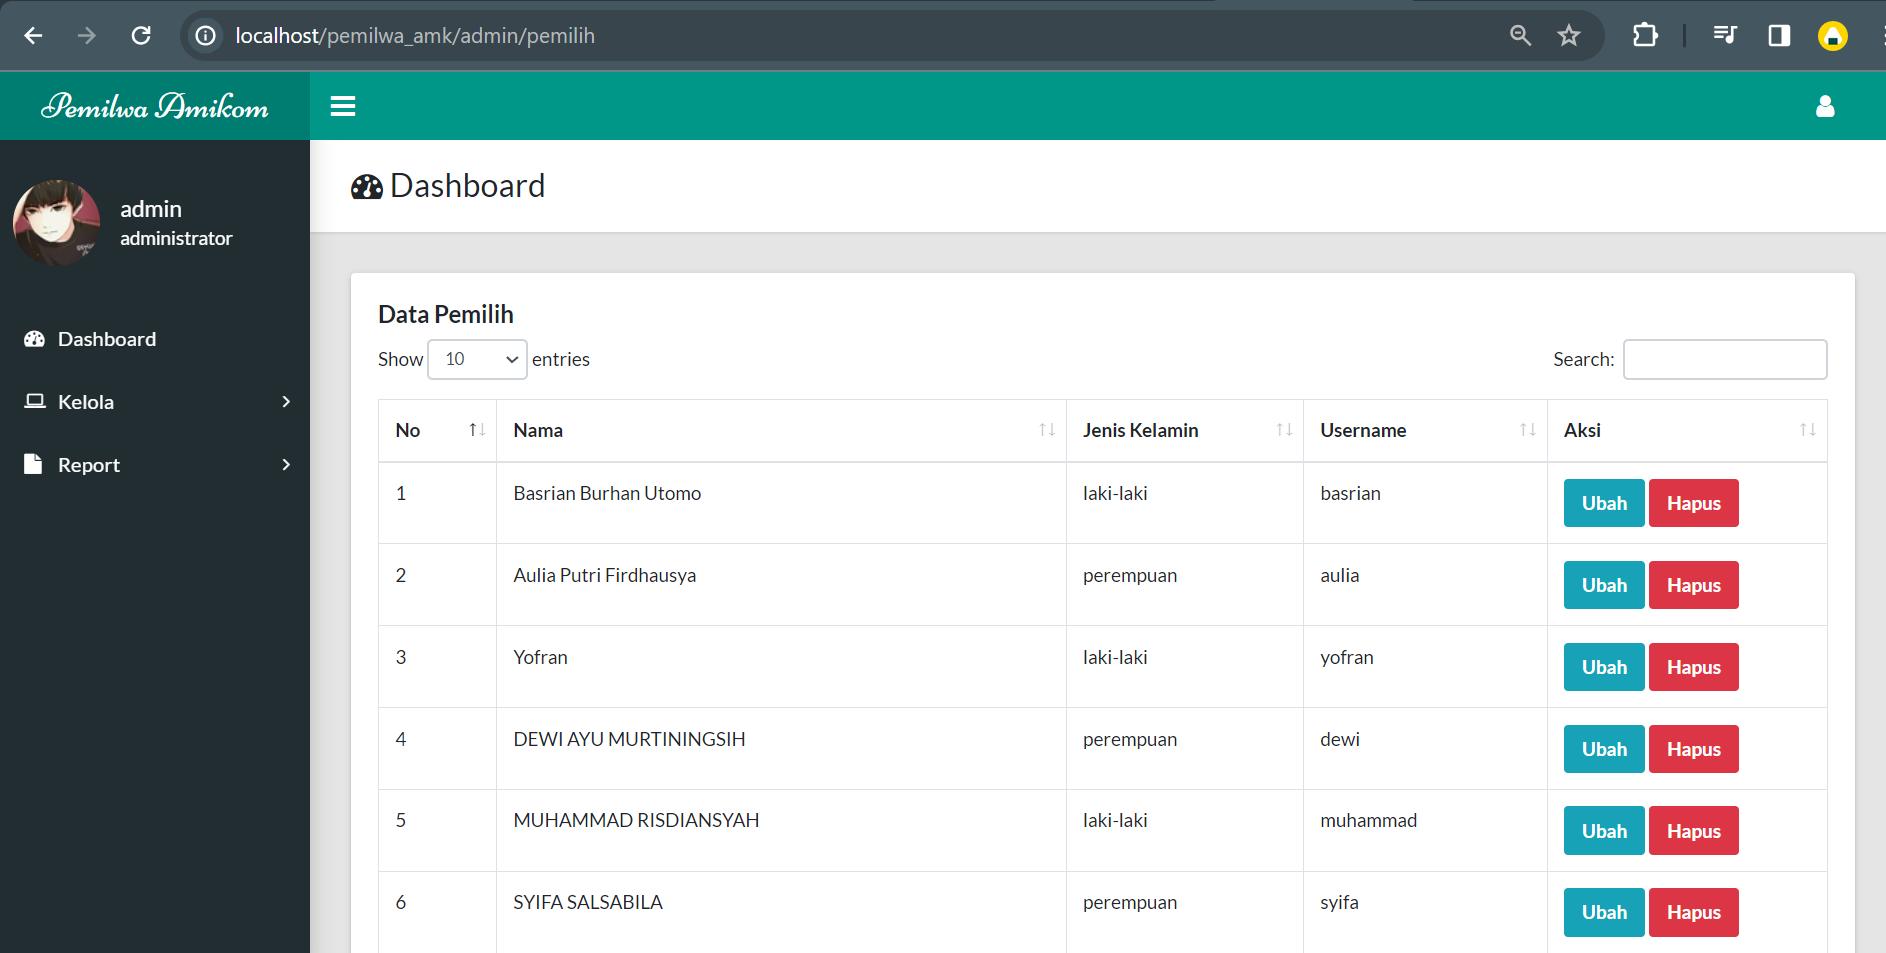 localhost/pemilwa_amk/admin/pemilih
Pemilwa Amikom
admin
administrator
Dashboard
Kelola
Report
Dashboard
Data Pemilih
Show 10 entries Search:
No Nama Jenis Kelamin Username Aksi
1 Basrian Burhan Utomo laki-laki basrian Ubah Hapus
2 Aulia Putri Firdhausya perempuan aulia Ubah Hapus
3 Yofran laki-laki yofran Ubah Hapus
4 DEWI AYU MURTININGSIH perempuan dewi Ubah Hapus
5 MUHAMMAD RISDIANSYAH laki-laki muhammad Ubah Hapus
6 SYIFA SALSABILA perempuan syifa Ubah Hapus